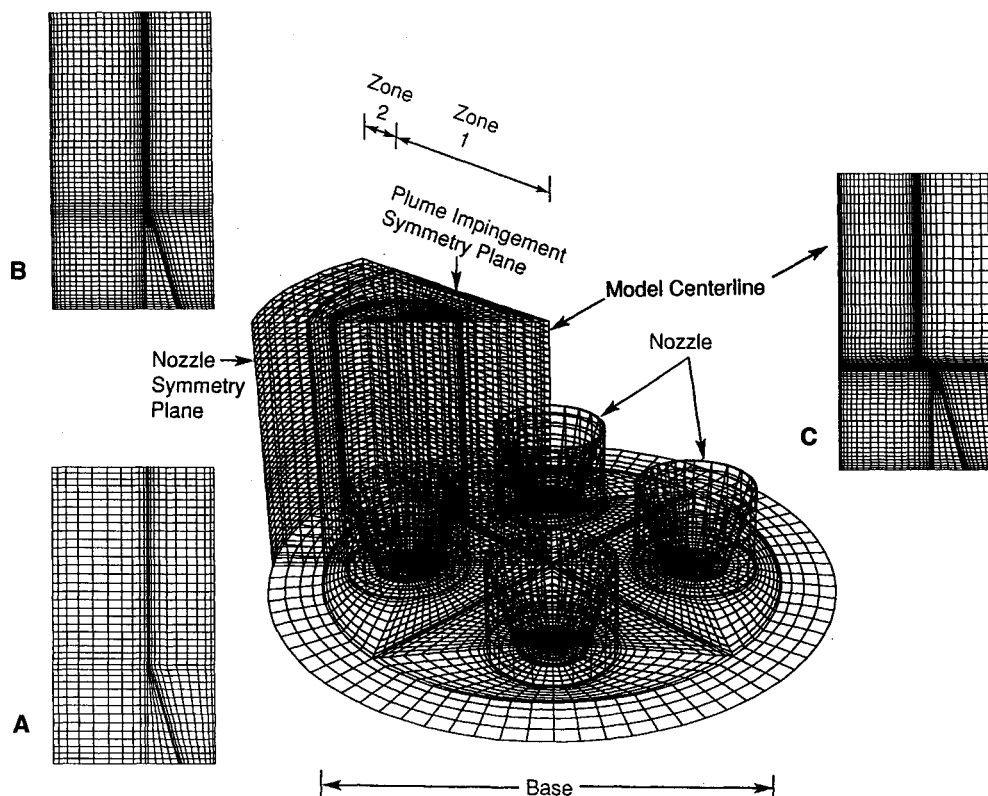 Zone
2
Zone
1
Plume Impingement
Symmetry Plane
B
Model Centerline
Nozzle
Nozzle
Symmetry
Plane
C
A
Base